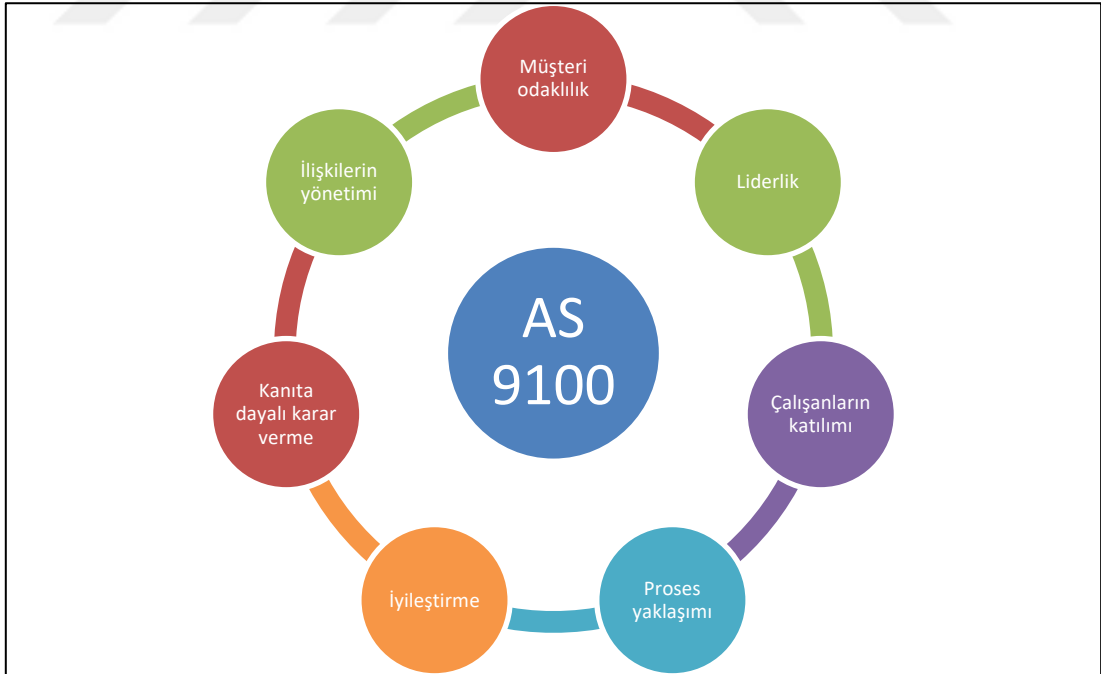 Müşteri
odaklılık
Liderlik
Çalışanların
katılımı
Proses
yaklaşımı
İyileştirme
Kanıta
dayalı karar
verme
İlişkilerin
yönetimi
AS
9100